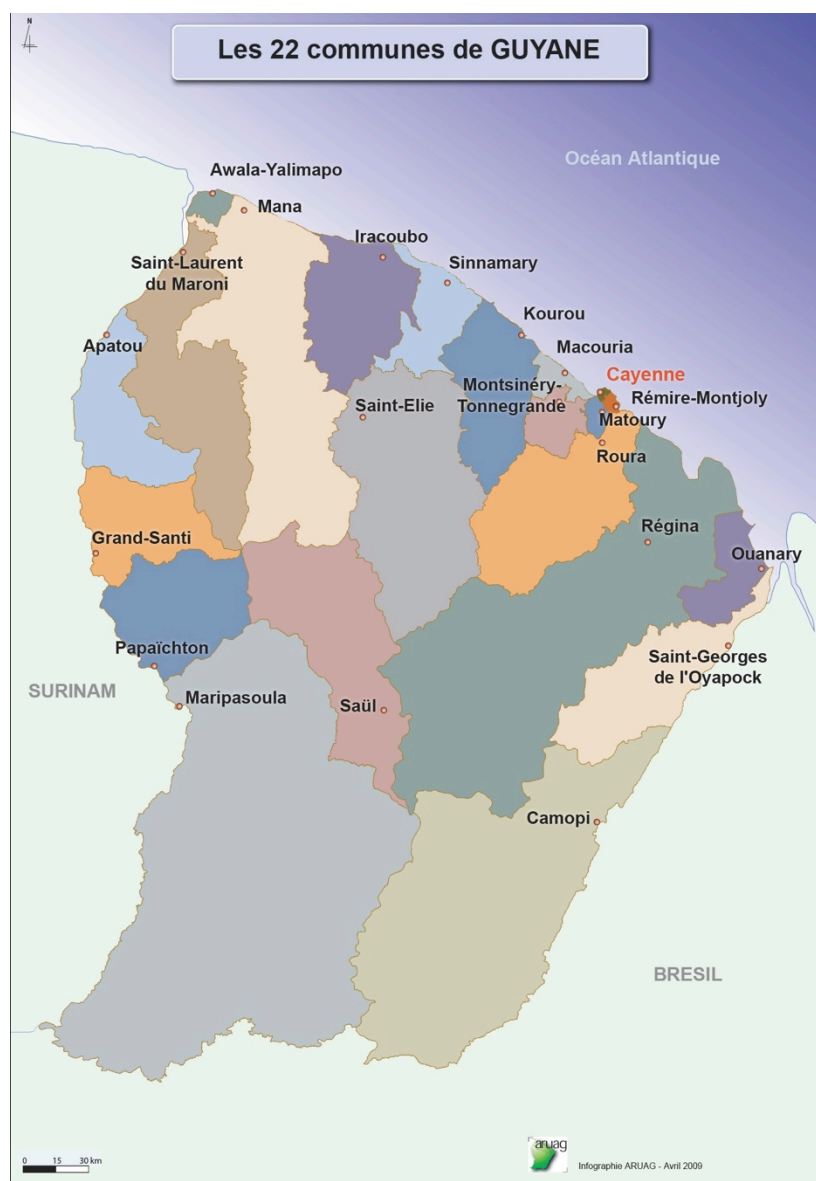 N
Les 22 communes de GUYANE
Océan Atlantique
Awala-Yalimapo
Mana
Iracoubo
Saint-Laurent
du Maroni
Sinnamary
Kourou
Apatou
Macouria
Cayenne
Montsinéry-
Tonnegrande
Rémire-Montjoly
Saint-Elie
Matoury
Roura
Régina
Grand-Santi
Ouanary
Papaïchton
Saint-Georges
de l'Oyapock
SURINAM
Maripasoula
Saül
Camopi
BRESIL
aruag
0 15 30 km
Infographie ARUAG - Avril 2009